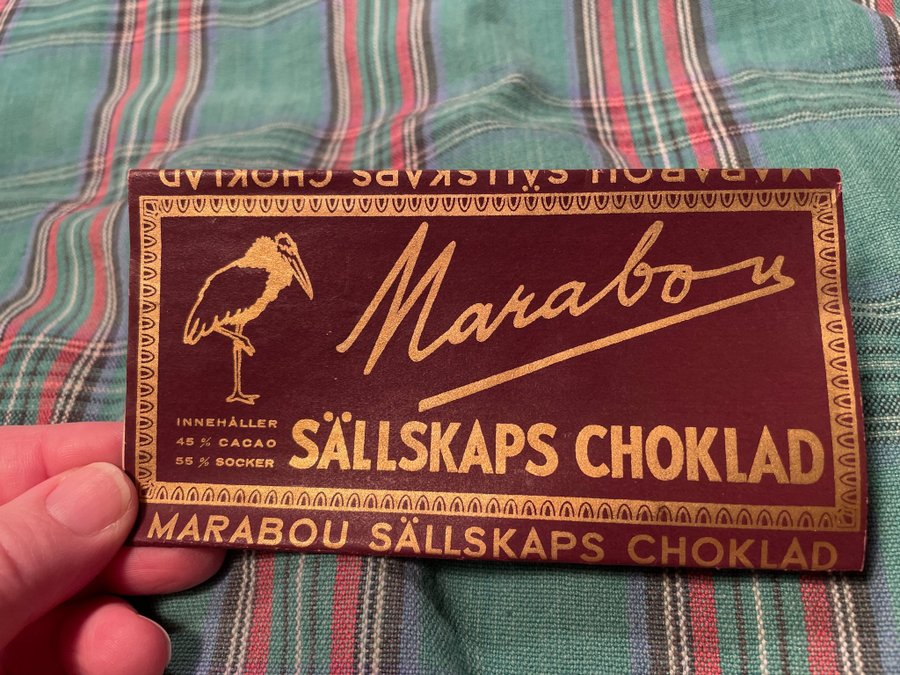 MARABOU SÄLLSKAPS CHOKLAD
Marabou
INNEHÅLLER
45 % CACAO
55 % SOCKER
SÄLLSKAPS CHOKLAD
MARABOU SÄLLSKAPS CHOKLAD